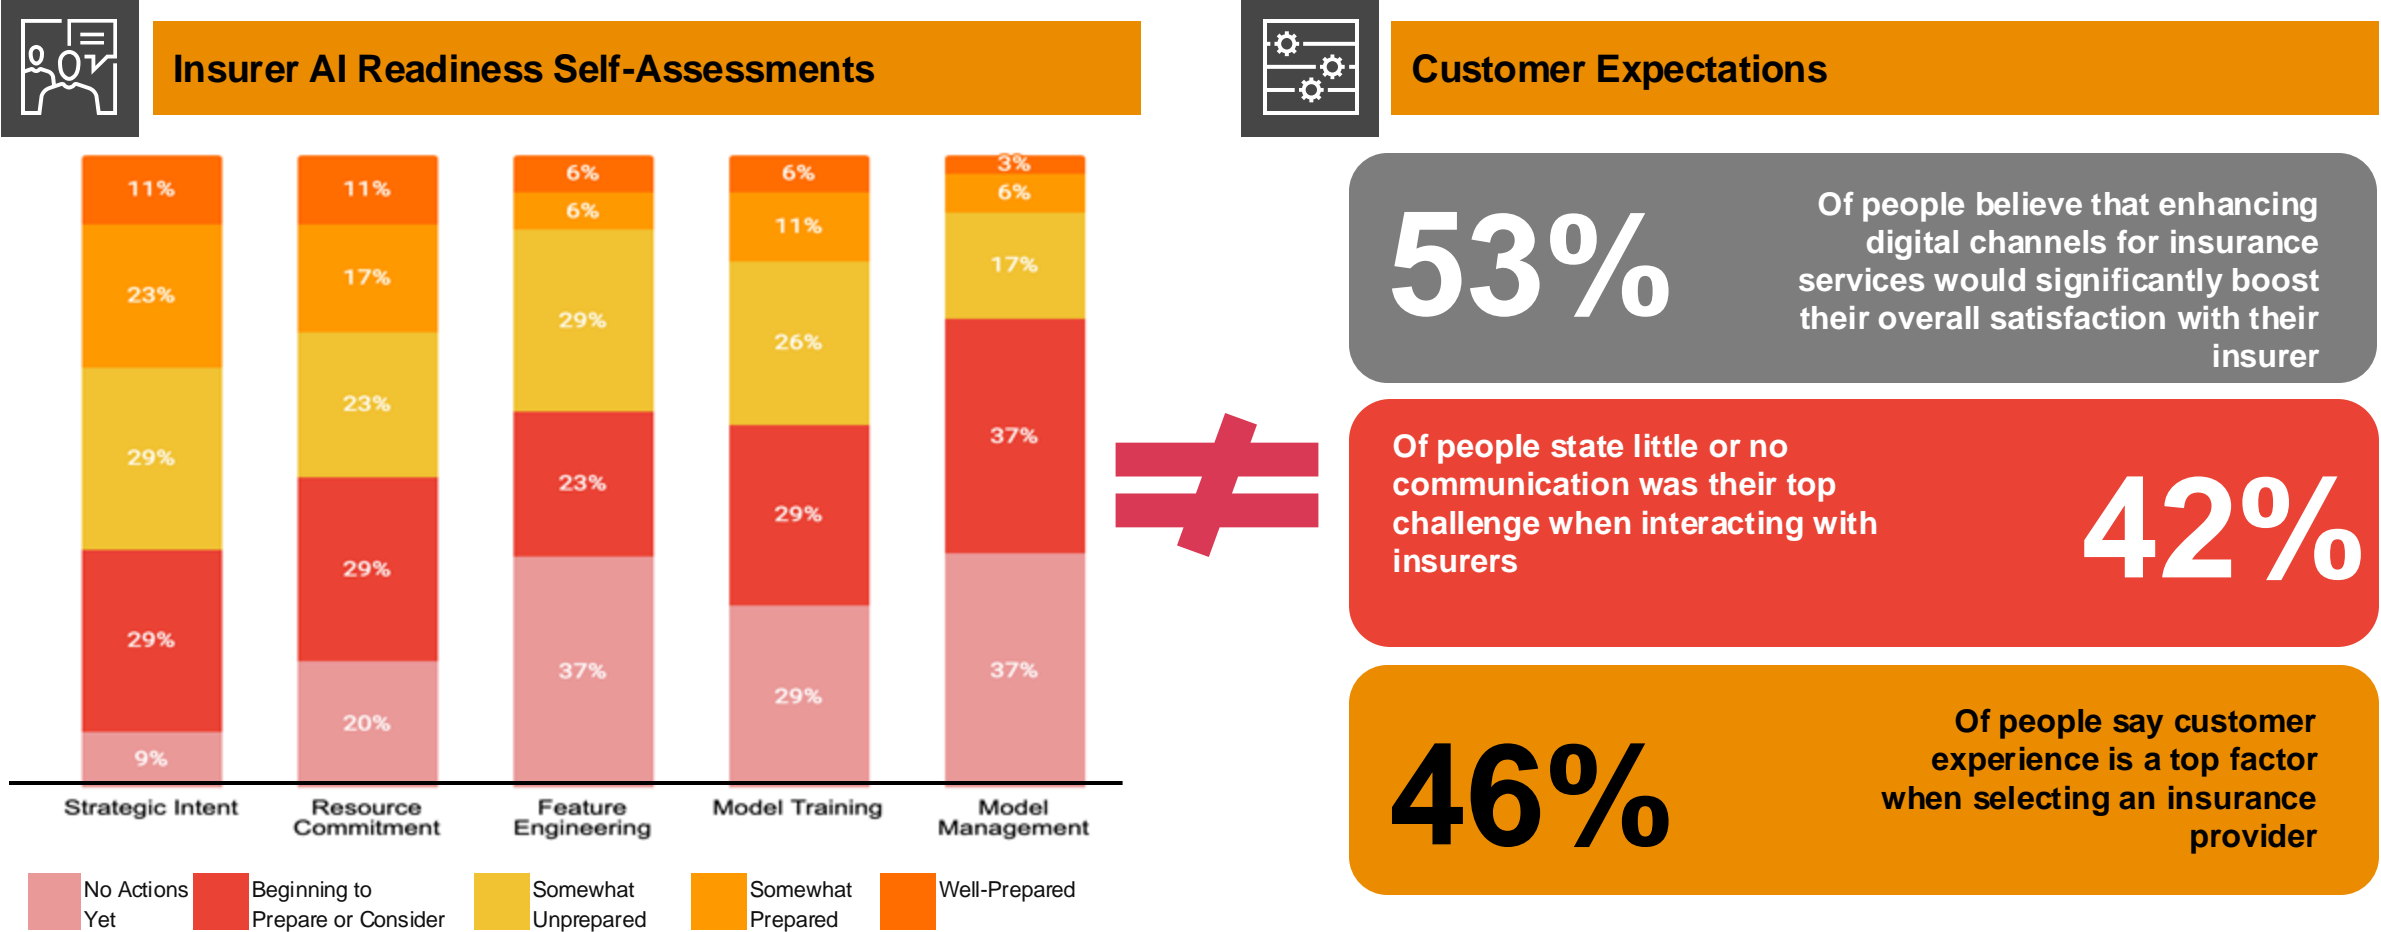 Insurer AI Readiness Self-Assessments
11%
23%
29%
29%
9%
11%
17%
23%
29%
20%
6%
6%
29%
23%
37%
6%
11%
26%
29%
29%
3%
6%
17%
37%
37%
Strategic Intent
Resource
Commitment
Feature
Engineering
Model Training
Model
Management
No Actions
Yet
Beginning to
Prepare or Consider
Somewhat
Unprepared
Somewhat
Prepared
Well-Prepared
≠
Customer Expectations
53%
Of people believe that enhancing
digital channels for insurance
services would significantly boost
their overall satisfaction with their
insurer
Of people state little or no
communication was their top
challenge when interacting with
insurers
42%
46%
Of people say customer
experience is a top factor
when selecting an insurance
provider